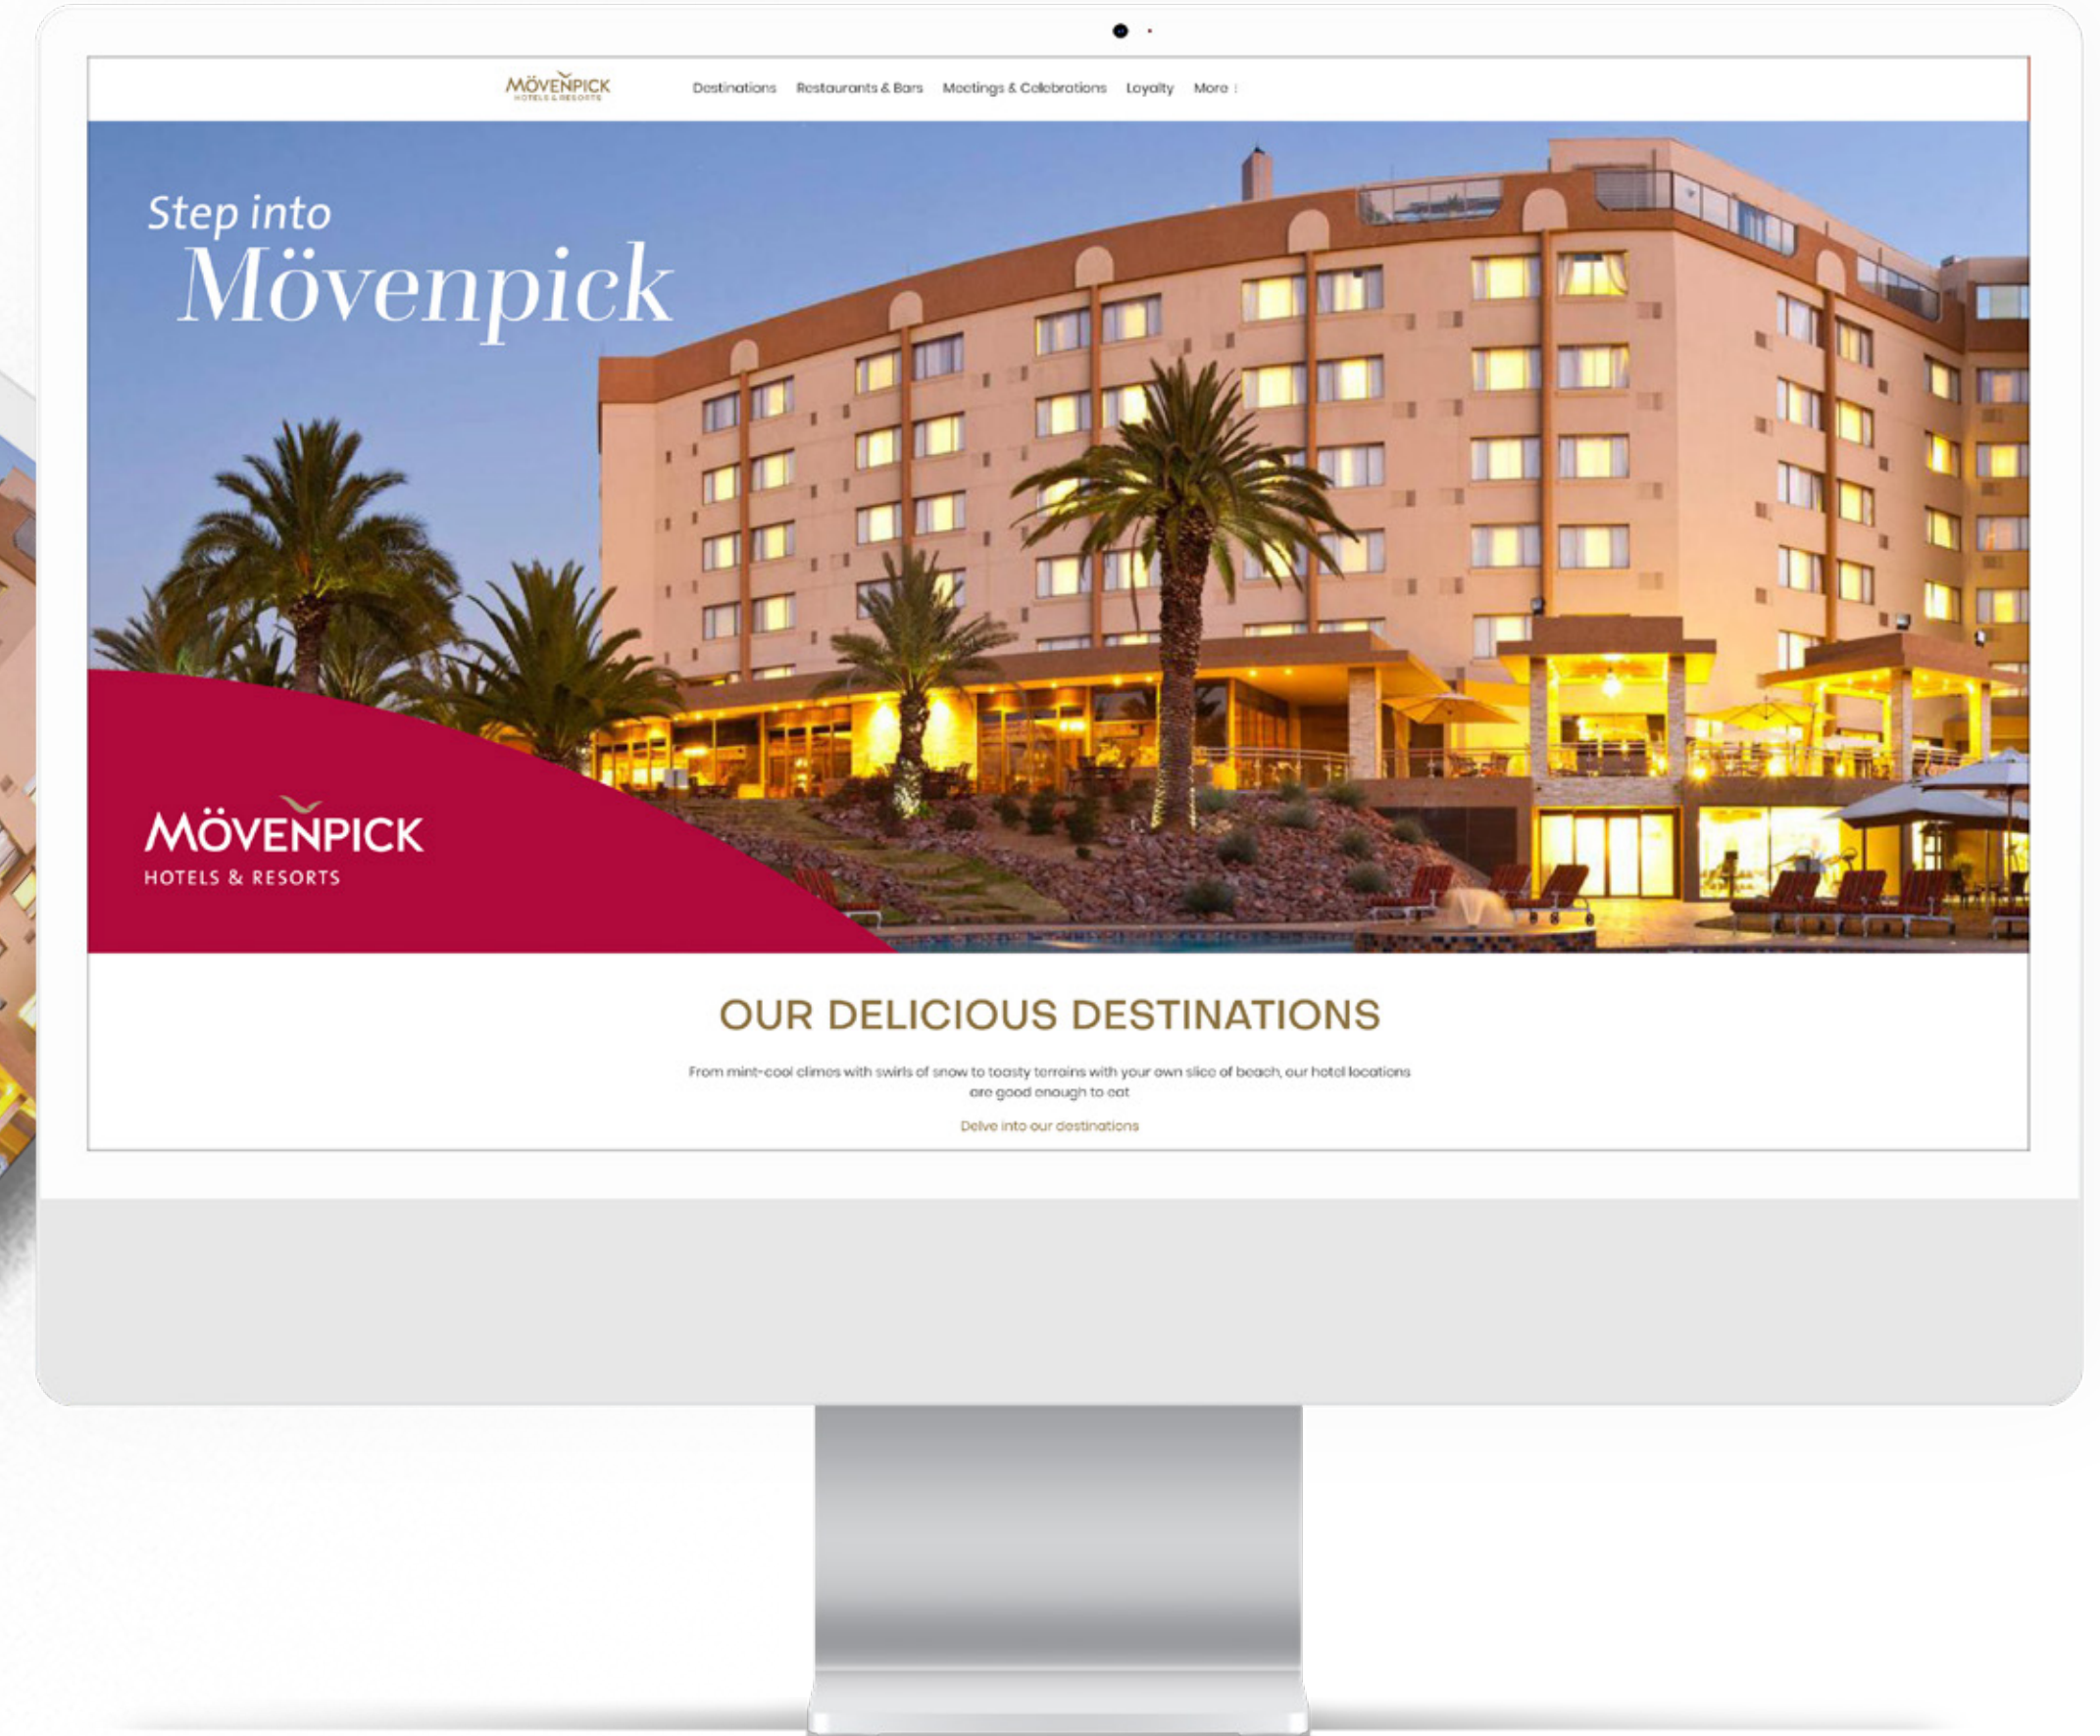 MÖVENPICK
HOTELS & RESORTS
Destinations Restaurants & Bars Meetings & Celebrations Loyalty More
Step into
Mövenpick
MÖVENPICK
HOTELS & RESORTS
OUR DELICIOUS DESTINATIONS
From mint-cool climes with swirls of snow to toasty terrains with your own slice of beach, our hotel locations
are good enough to eat
Delve into our destinations